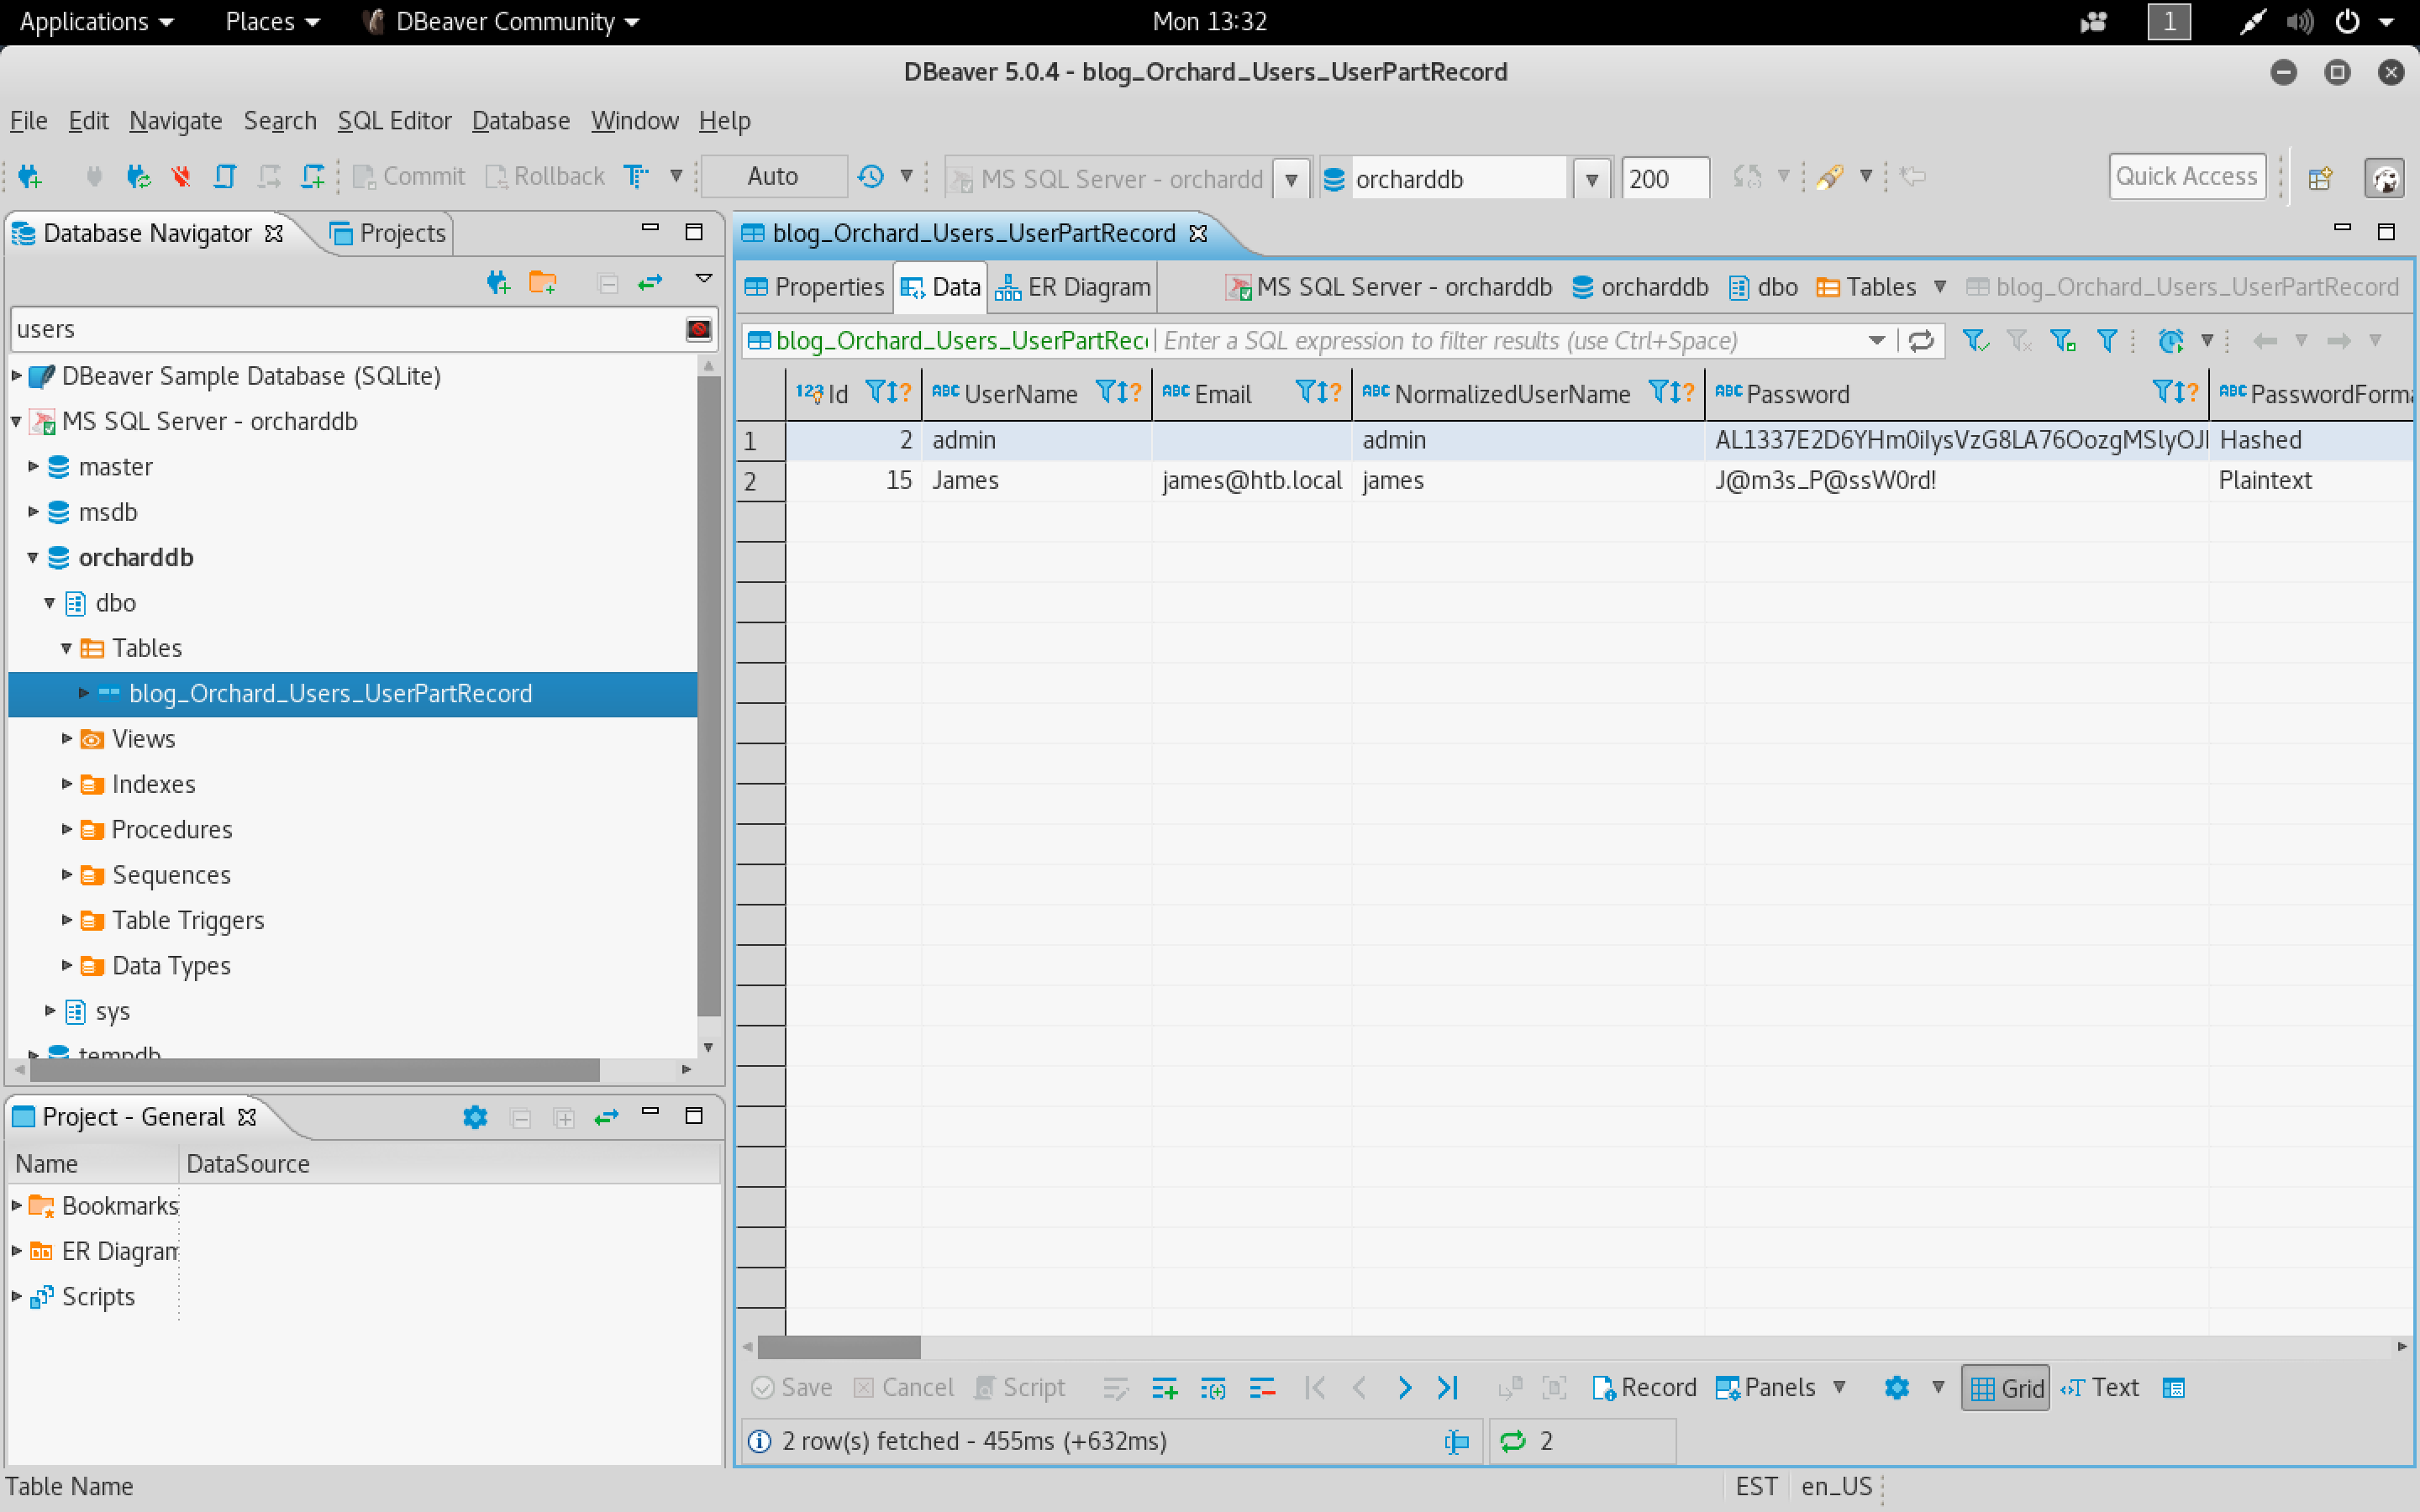 Applications Places DBeaver Community Mon 13:32 1
DBeaver 5.0.4 - blog_Orchard_Users_UserPartRecord
File Edit Navigate Search SQL Editor Database Window Help
Commit Rollback Auto MS SQL Server - orchardd orcharddb 200 Quick Access
Database Navigator Projects
blog_Orchard_Users_UserPartRecord
Properties Data ER Diagram MS SQL Server - orcharddb orcharddb dbo Tables blog_Orchard_Users_UserPartRecord
users
blog_Orchard_Users_UserPartRec Enter a SQL expression to filter results (use Ctrl+Space)
DBeaver Sample Database (SQLite)
MS SQL Server - orcharddb
master
msdb
orcharddb
dbo
Tables
blog_Orchard_Users_UserPartRecord
Views
Indexes
Procedures
Sequences
Table Triggers
Data Types
sys
tempdb
123 Id ABC UserName ABC Email ABC NormalizedUserName ABC Password ABC PasswordForma
1 2 admin admin Hashed
2 15 James james@htb.local james J@m3s_P@ssW0rd! Plaintext
Project - General
Name DataSource
Bookmarks
ER Diagram
Scripts
Save Cancel Script Record Panels Grid Text
2 row(s) fetched - 455ms (+632ms) 2
Table Name EST en_US